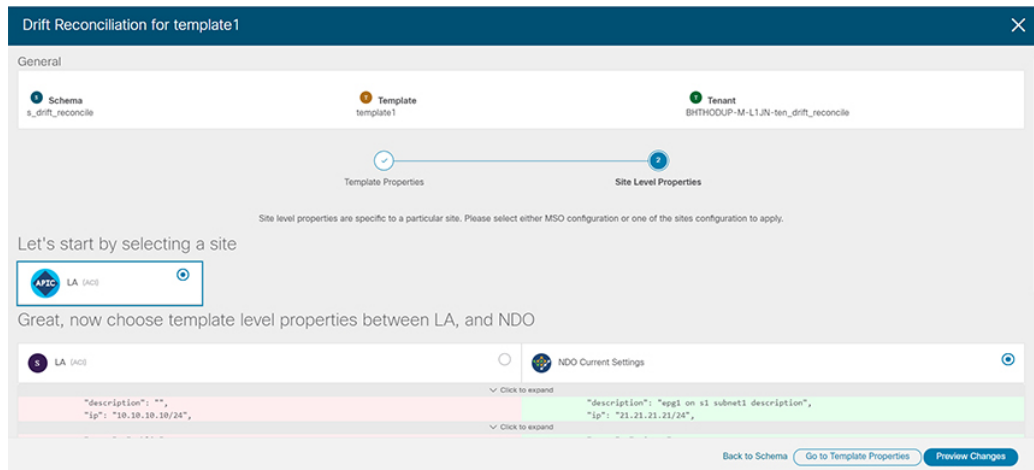 Drift Reconciliation for template1
General
S Schema
s_drift_reconcile
T Template
template1
T Tenant
BHTHODUP-M-L1JN-ten_drift_reconcile
2
Template Properties
Site Level Properties
Site level properties are specific to a particular site. Please select either MSO configuration or one of the sites configuration to apply.
Let's start by selecting a site
APIC LA (ACI)
Great, now choose template level properties between LA, and NDO
S LA (ACI)
NDO Current Settings
Click to expand
"description": "",
"description": "epg1 on s1 subnet1 description",
"ip": "10.10.10.10/24",
"ip": "21.21.21.21/24",
Click to expand
Back to Schema Go to Template Properties Preview Changes